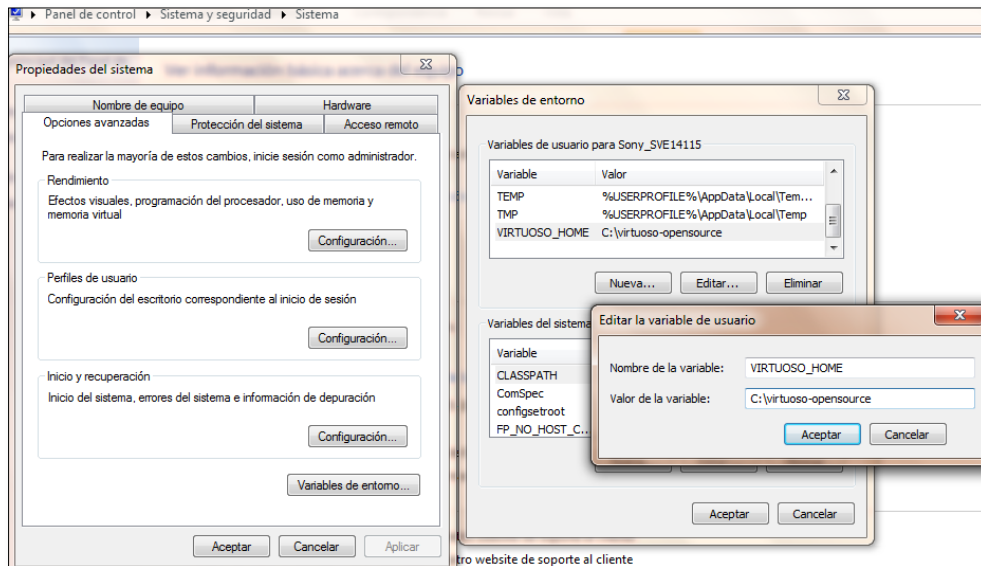 Panel de control ▸ Sistema y seguridad ▸ Sistema
Propiedades del sistema
Nombre de equipo
Hardware
Opciones avanzadas
Protección del sistema
Acceso remoto
Para realizar la mayoría de estos cambios, inicie sesión como administrador.
Rendimiento
Efectos visuales, programación del procesador, uso de memoria y
memoria virtual
Configuración...
Perfiles de usuario
Configuración del escritorio correspondiente al inicio de sesión
Configuración...
Inicio y recuperación
Inicio del sistema, errores del sistema e información de depuración
Configuración...
Variables de entorno...
Aceptar
Cancelar
Aplicar
Variables de entorno
Variables de usuario para Sony_SVE14115
Variable Valor
TEMP %USERPROFILE%\AppData\Local\Tem...
TMP %USERPROFILE%\AppData\Local\Temp
VIRTUOSO_HOME C:\virtuoso-opensource
Nueva...
Editar...
Eliminar
Variables del sistema
Variable
CLASSPATH
ComSpec
configsetroot
FP_NO_HOST_C...
Aceptar
Cancelar
Editar la variable de usuario
Nombre de la variable: VIRTUOSO_HOME
Valor de la variable: C:\virtuoso-opensource
Aceptar
Cancelar
tro website de soporte al cliente